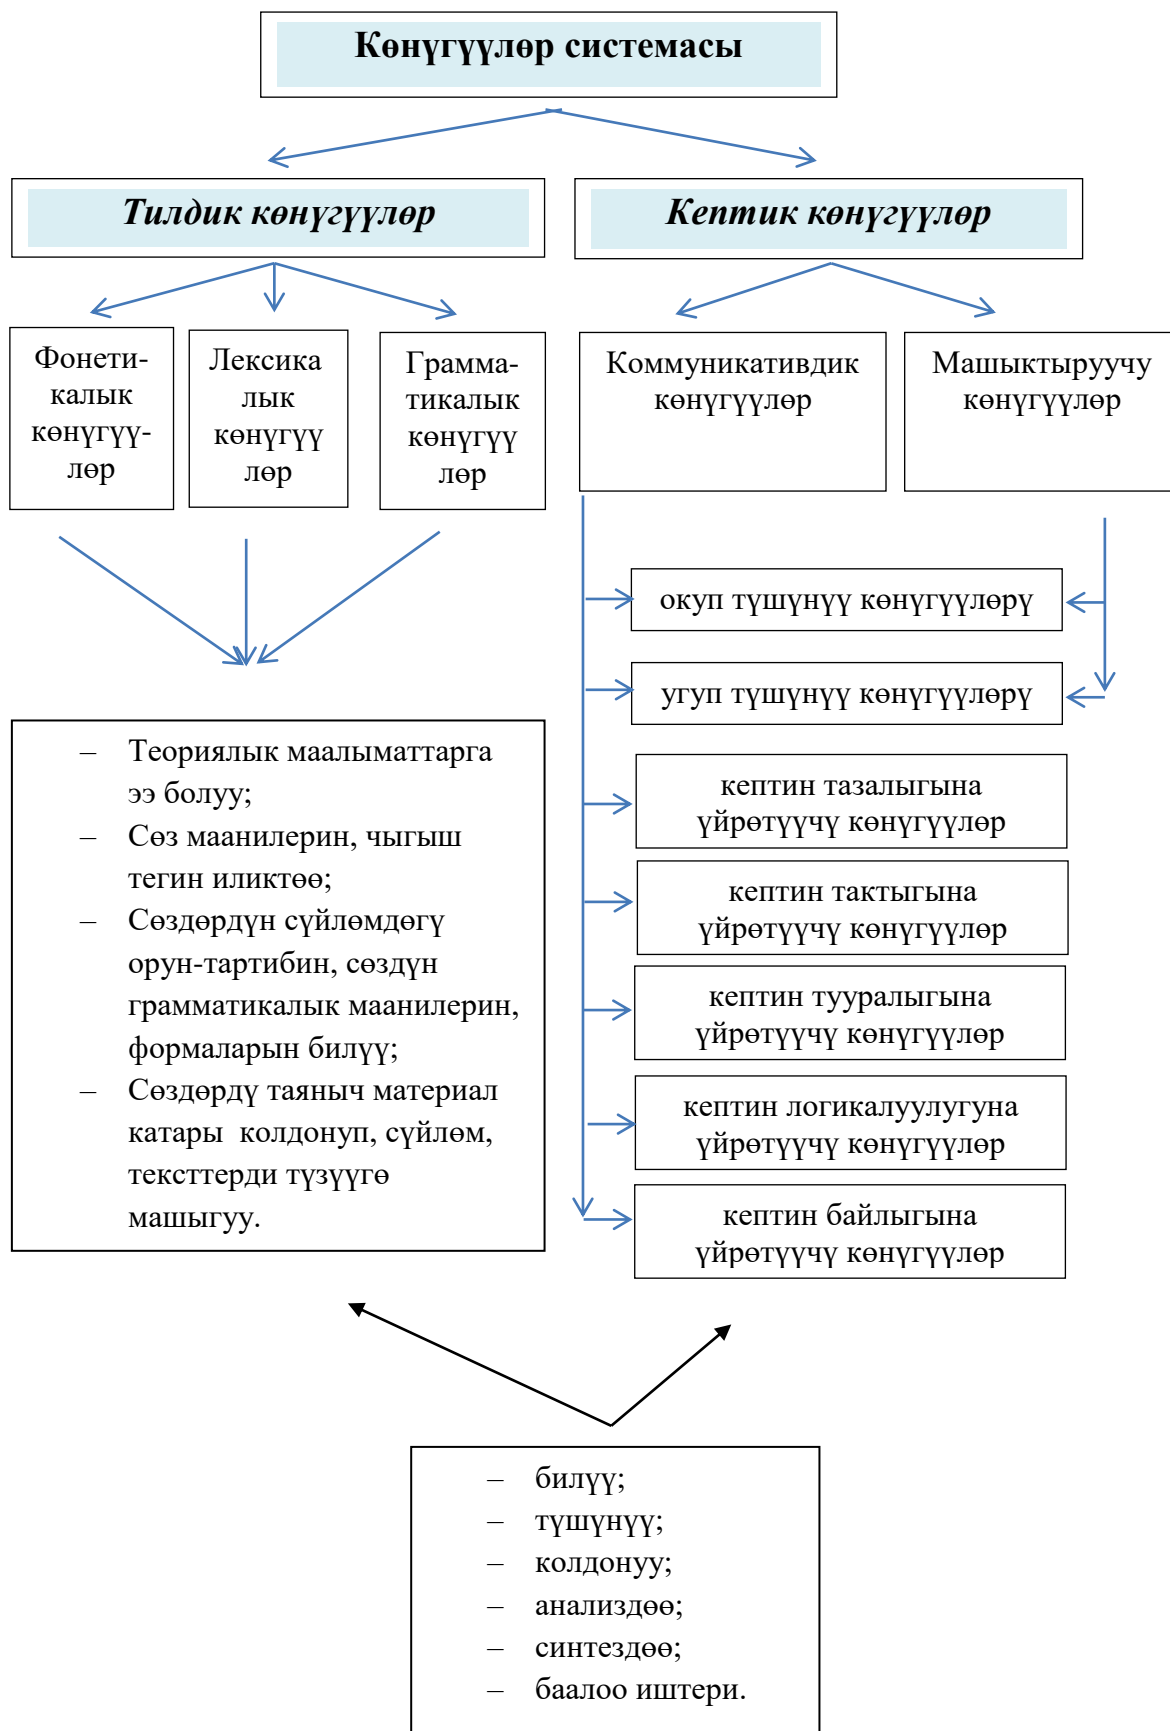 Көнүгүүлөр системасы
Тилдик көнүгүүлөр
Кептик көнүгүүлөр
Фонети-
калык
көнүгүү-
лөр
Лексика
лык
көнүгүү
лөр
Грамма-
тикалык
көнүгүү
лөр
Коммуникативдик
көнүгүүлөр
Машыктыруучу
көнүгүүлөр
окуп түшүнүү көнүгүүлөрү
угуп түшүнүү көнүгүүлөрү
кептин тазалыгына
үйрөтүүчү көнүгүүлөр
кептин тактыгына
үйрөтүүчү көнүгүүлөр
кептин тууралыгына
үйрөтүүчү көнүгүүлөр
кептин логикалуулугуна
үйрөтүүчү көнүгүүлөр
кептин байлыгына
үйрөтүүчү көнүгүүлөр
– Теориялык маалыматтарга
ээ болуу;
– Сөз маанилерин, чыгыш
тегин иликтөө;
– Сөздөрдүн сүйлөмдөгү
орун-тартибин, сөздүн
грамматикалык маанилерин,
формаларын билүү;
– Сөздөрдү таяныч материал
катары колдонуп, сүйлөм,
тексттерди түзүүгө
машыгуу.
– билүү;
– түшүнүү;
– колдонуу;
– анализдөө;
– синтездөө;
– баалоо иштери.